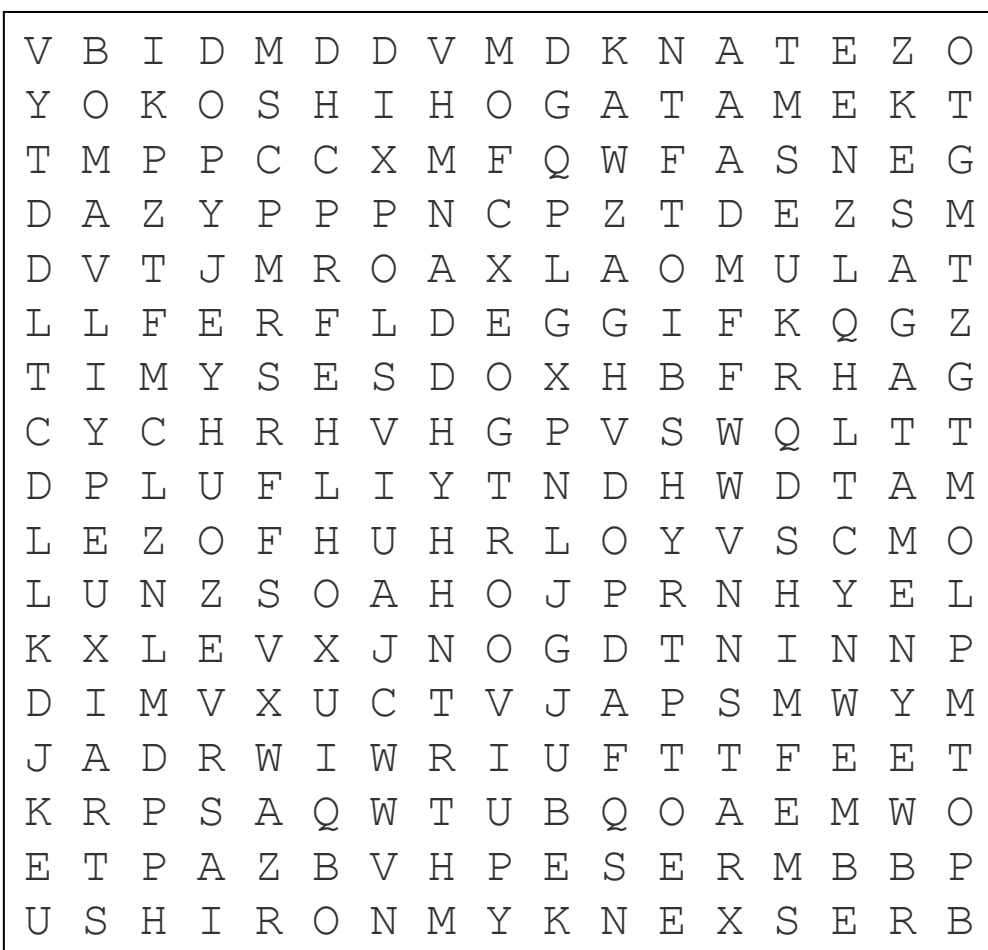 V B I D M D D V M D K N A T E Z O
Y O K O S H I H O G A T A M E K T
T M P P C C X M F Q W F A S N E G
D A Z Y P P P N C P Z T D E Z S M
D V T J M R O A X L A O M U L A T
L L F E R F L D E G G I F K Q G Z
T I M Y S E S D O X H B F R H A G
C Y C H R H V H G P V S W Q L T T
D P L U F L I Y T N D H W D T A M
L E Z O F H U H R L O Y V S C M O
L U N Z S O A H O J P R N H Y E L
K X L E V X J N O G D T N I N N P
D I M V X U C T V J A P S M W Y M
J A D R W I W R I U F T T F E E T
K R P S A Q W T U B Q O A E M W O
E T P A Z B V H P E S E R M B B P
U S H I R O N M Y K N E X S E R B